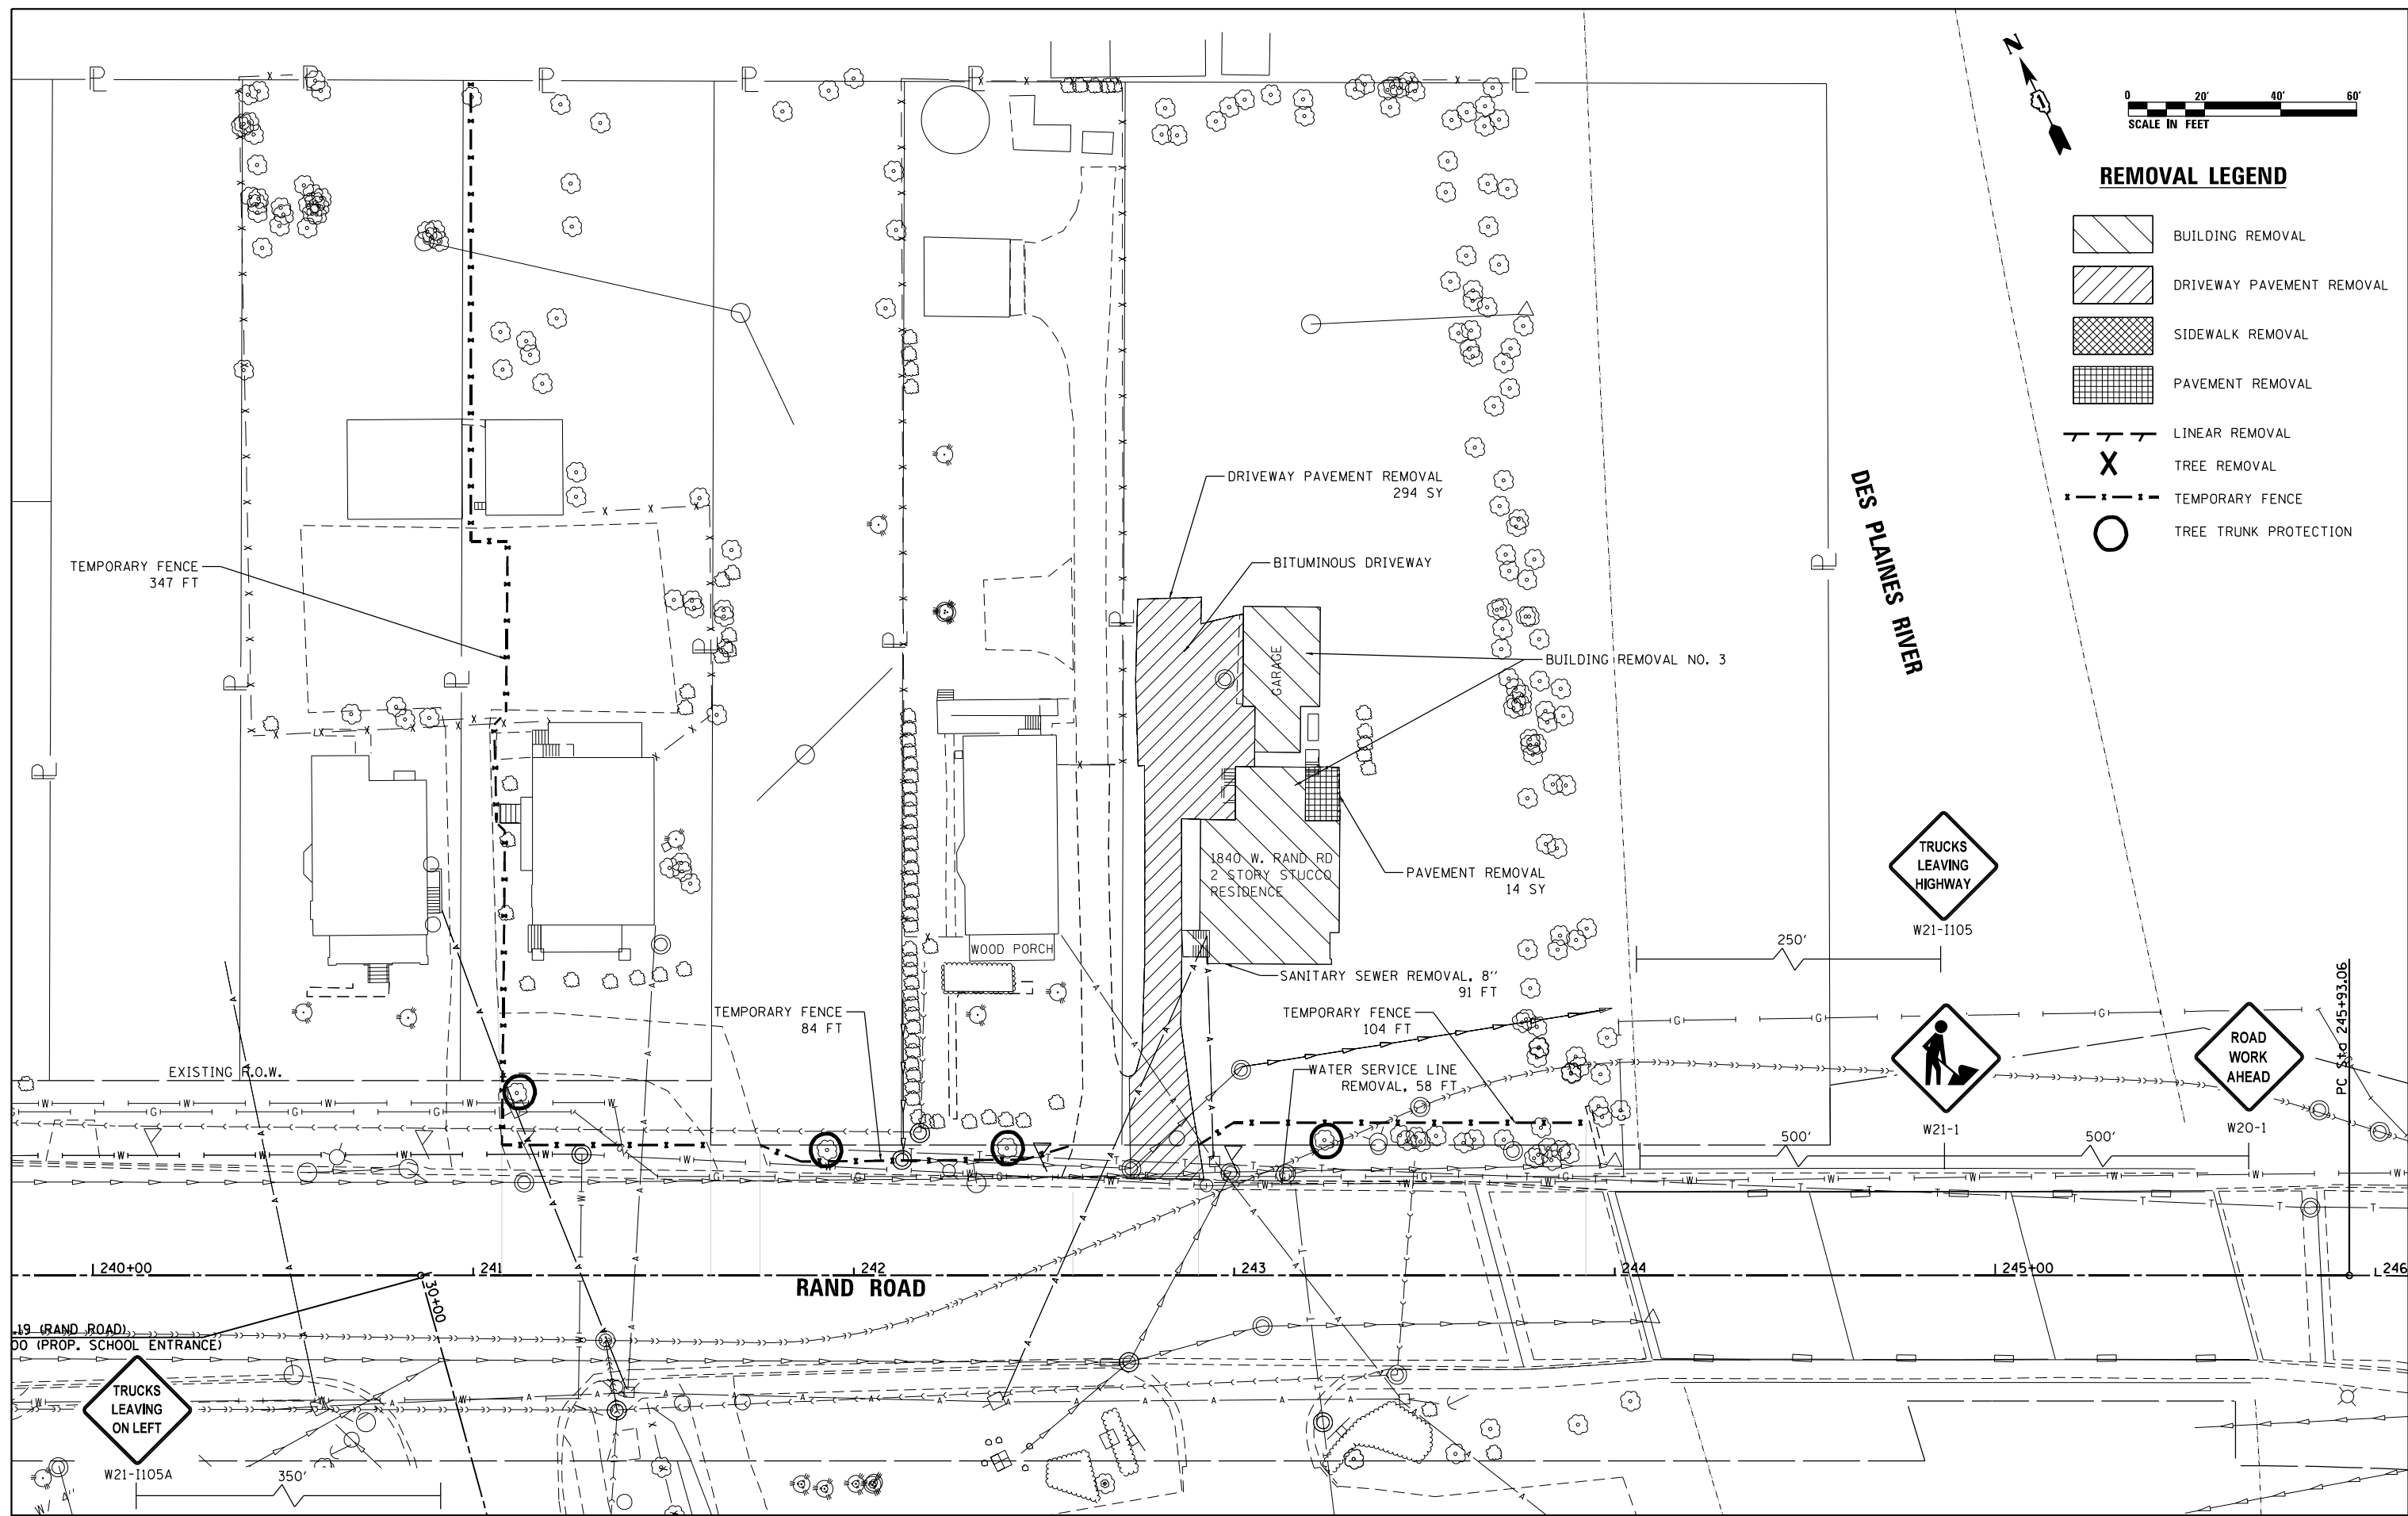 N
1
0 20' 40' 60'
SCALE IN FEET
REMOVAL LEGEND
BUILDING REMOVAL
DRIVEWAY PAVEMENT REMOVAL
SIDEWALK REMOVAL
PAVEMENT REMOVAL
LINEAR REMOVAL
TREE REMOVAL
TEMPORARY FENCE
TREE TRUNK PROTECTION
DES PLAINES RIVER
DRIVEWAY PAVEMENT REMOVAL
294 SY
BITUMINOUS DRIVEWAY
TEMPORARY FENCE
347 FT
GARAGE
BUILDING REMOVAL NO. 3
1840 W. RAND RD
2 STORY STUCCO
RESIDENCE
PAVEMENT REMOVAL
14 SY
TRUCKS
LEAVING
HIGHWAY
W21-I105
250'
WOOD PORCH
SANITARY SEWER REMOVAL, 8"
91 FT
TEMPORARY FENCE
84 FT
TEMPORARY FENCE
104 FT
WATER SERVICE LINE
REMOVAL, 58 FT
EXISTING R.O.W.
ROAD
WORK
AHEAD
W21-1
W20-1
500'
500'
PC Sta 245+93.06
240+00
241
242
243
244
245+00
246
RAND ROAD
30+00
.19 (RAND ROAD)
00 (PROP. SCHOOL ENTRANCE)
TRUCKS
LEAVING
ON LEFT
W21-I105A
350'